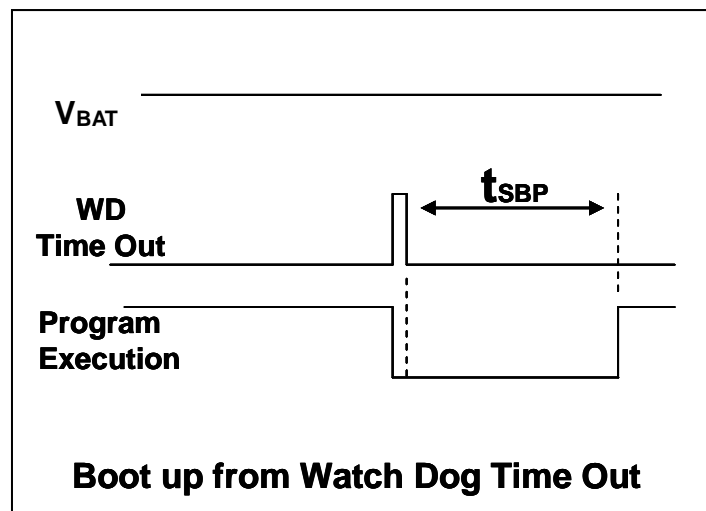 VBAT
WD
Time Out
tSBP
Program
Execution
Boot up from Watch Dog Time Out